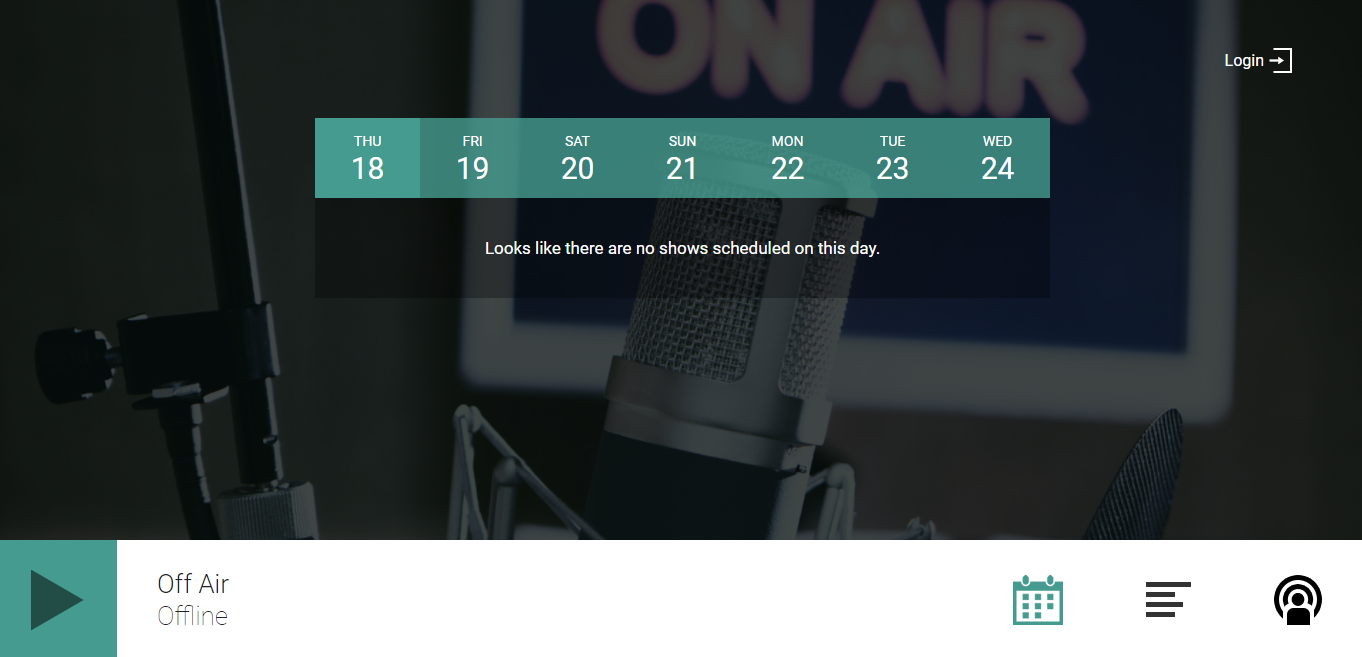 ON AIR
Login
THU FRI SAT SUN MON TUE WED
18 19 20 21 22 23 24
Looks like there are no shows scheduled on this day.
Off Air
Offline